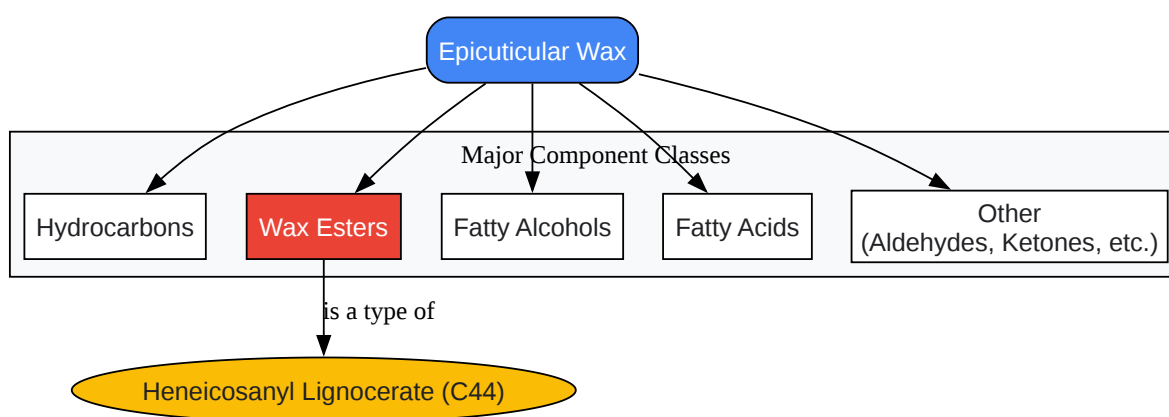 Epicuticular Wax
Major Component Classes
Hydrocarbons
Wax Esters
Fatty Alcohols
Fatty Acids
Other
(Aldehydes, Ketones, etc.)
is a type of
Heneicosanyl Lignocerate (C44)